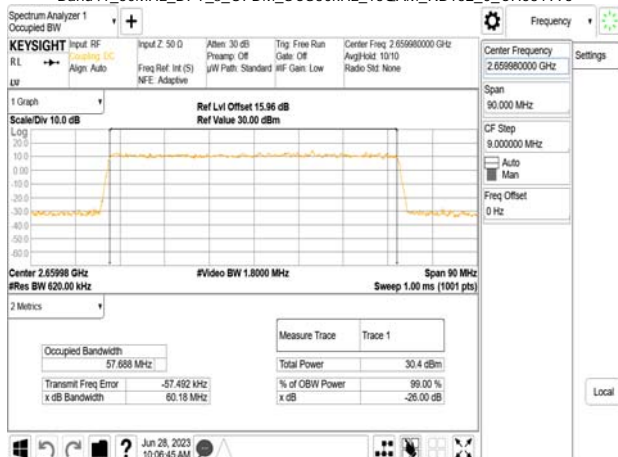 Spectrum Analyzer 1
Occupied BW
Frequency
KEYSIGHT
RL
Input: RF
Coupling: DC
Align: Auto
Input Z: 50 Ω
Freq Ref: Int (S)
NFE: Adaptive
Atten: 30 dB
Preamp: Off
µW Path: Standard
Trig: Free Run
Gate: Off
#IF Gain: Low
Center Freq: 2.659980000 GHz
Avg|Hold: 10/10
Radio Std: None
Center Frequency
2.659980000 GHz
Settings
Span
90.000 MHz
CF Step
9.000000 MHz
Auto
Man
Freq Offset
0 Hz
Local
1 Graph
Scale/Div 10.0 dB
Ref Lvl Offset 15.96 dB
Ref Value 30.00 dBm
Log
20.0
10.0
0.00
-10.0
-20.0
-30.0
-40.0
-50.0
-60.0
Center 2.65998 GHz
#Video BW 1.8000 MHz
Span 90 MHz
#Res BW 620.00 kHz
Sweep 1.00 ms (1001 pts)
2 Metrics
Measure Trace
Trace 1
Occupied Bandwidth
57.688 MHz
Total Power
30.4 dBm
Transmit Freq Error
-57.492 kHz
% of OBW Power
99.00 %
x dB Bandwidth
60.18 MHz
x dB
-26.00 dB
Jun 28, 2023
10:06:45 AM